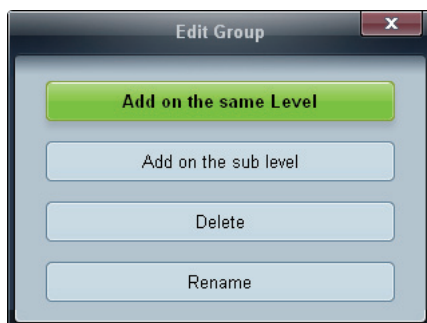 Edit Group
x
Add on the same Level
Add on the sub level
Delete
Rename